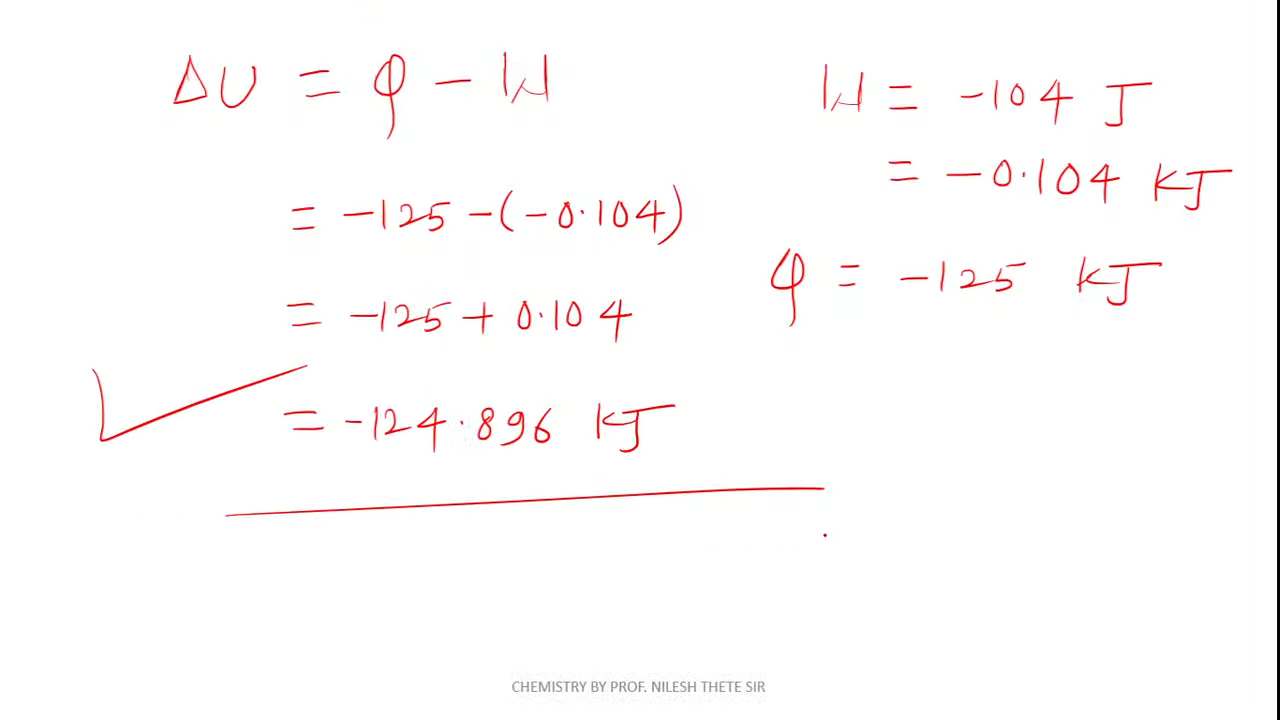 ΔU = φ - W
= -125 - (-0.104)
= -125 + 0.104
= -124.896 kJ
W = -104 J
= -0.104 KJ
φ = -125 kJ
CHEMISTRY BY PROF. NILESH THETE SIR